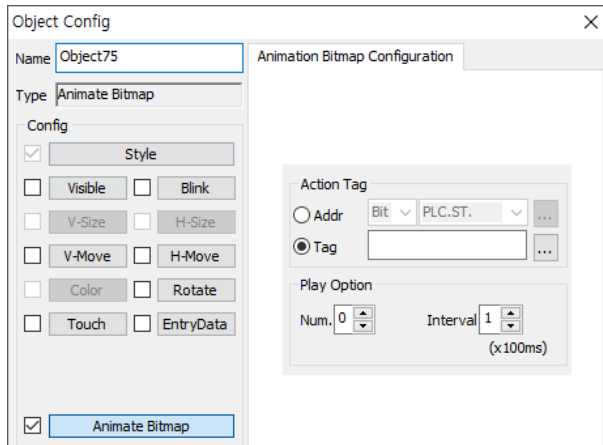 Object Config
Name Object75
Type Animate Bitmap
Config
Style
Visible Blink
V-Size H-Size
V-Move H-Move
Color Rotate
Touch EntryData
Animate Bitmap
Animation Bitmap Configuration
Action Tag
Addr Bit PLC.ST. ...
Tag ...
Play Option
Num. 0 Interval 1
(x100ms)